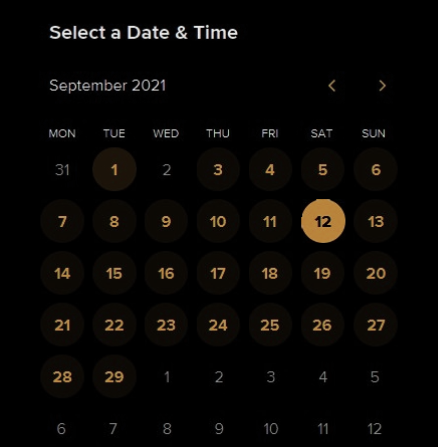 Select a Date & Time
September 2021
MON TUE WED THU FRI SAT SUN
31 1 2 3 4 5 6
7 8 9 10 11 12 13
14 15 16 17 18 19 20
21 22 23 24 25 26 27
28 29 1 2 3 4 5
6 7 8 9 10 11 12